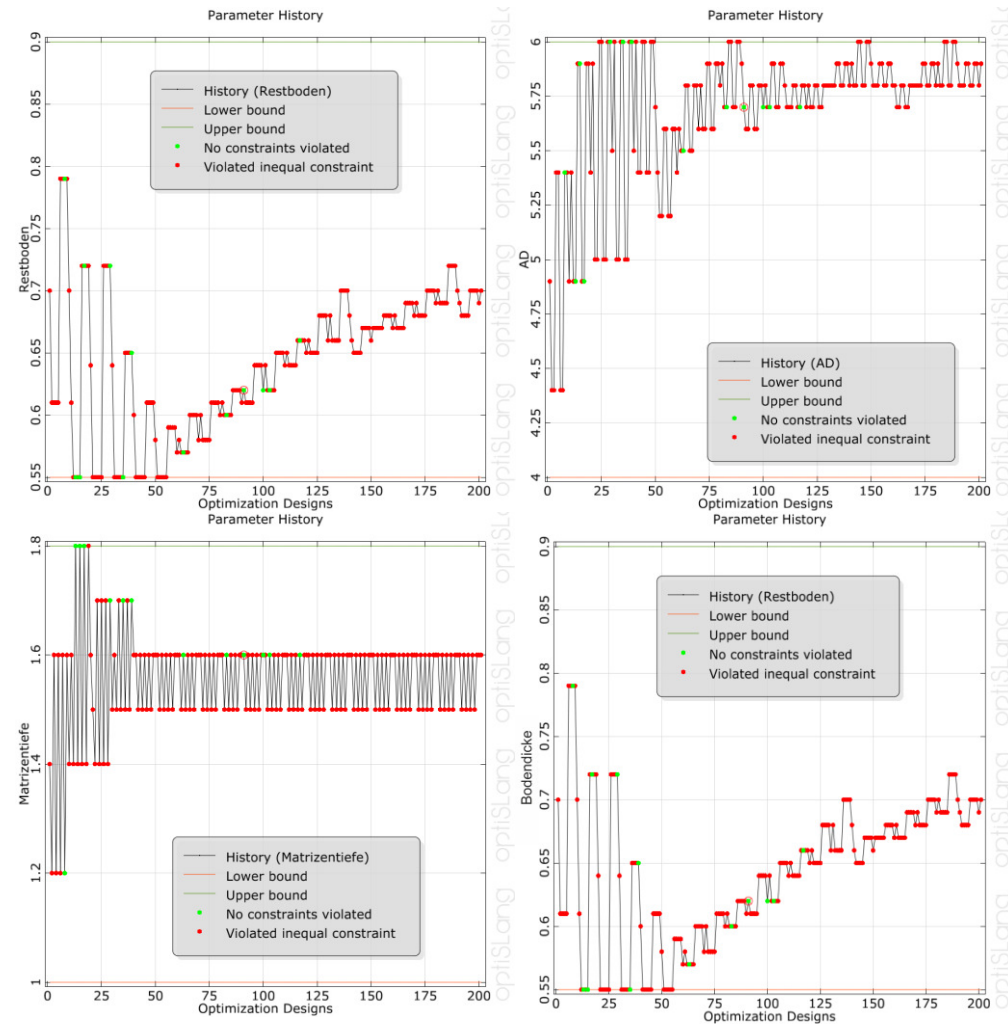 Parameter History
0.9
0.85
0.8
0.75
0.7
0.65
0.6
0.55
Restboden
History (Restboden)
Lower bound
Upper bound
No constraints violated
Violated inequal constraint
0 25 50 75 100 125 150 175 200
Optimization Designs
optiSLang optiSLang optiSLang
Parameter History
6
5.75
5.5
5.25
5
4.75
4.5
4.25
4
AD
History (AD)
Lower bound
Upper bound
No constraints violated
Violated inequal constraint
0 25 50 75 100 125 150 175 200
Optimization Designs
optiSLang optiSLang optiSLang
Parameter History
1.8
1.6
1.4
1.2
1
Matrizentiefe
History (Matrizentiefe)
Lower bound
Upper bound
No constraints violated
Violated inequal constraint
0 25 50 75 100 125 150 175 200
Optimization Designs
optiSLang optiSLang
Parameter History
0.9
0.85
0.8
0.75
0.7
0.65
0.6
0.55
Bodendicke
History (Restboden)
Lower bound
Upper bound
No constraints violated
Violated inequal constraint
0 25 50 75 100 125 150 175 200
Optimization Designs
optiSLang optiSLang